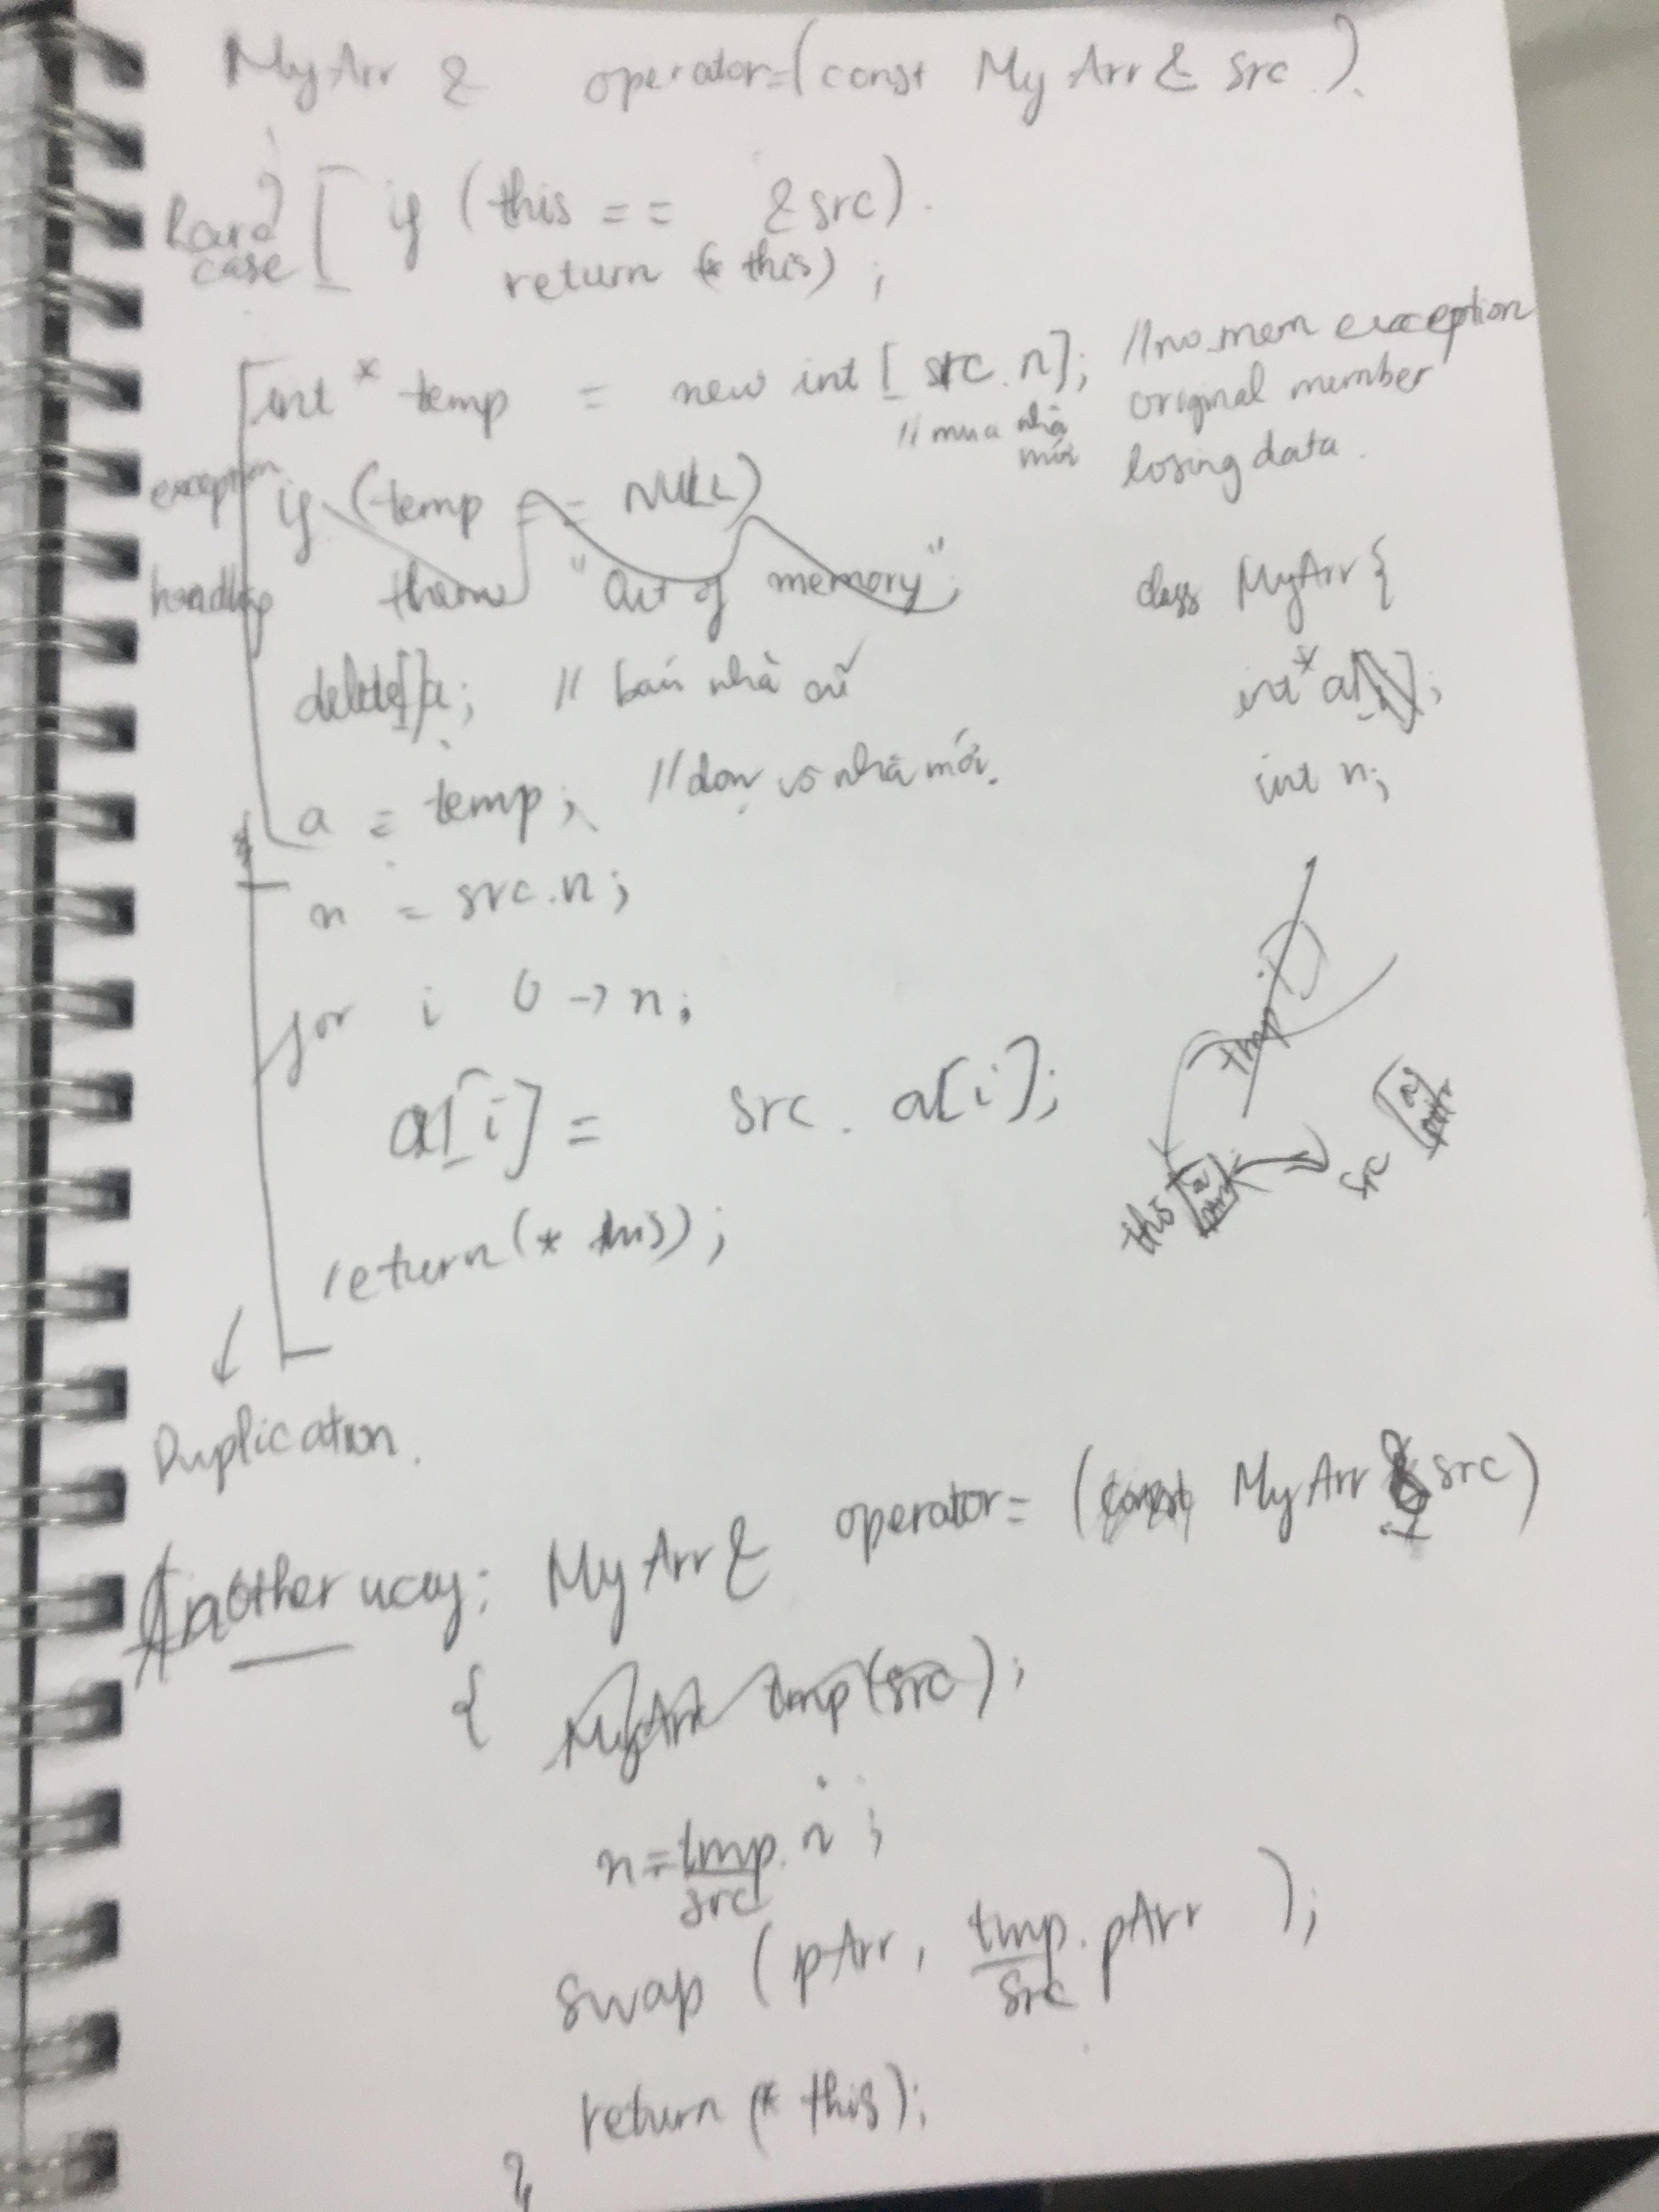 MyArr & operator=(const MyArr& src)
case [ if (this == &src).
return (* this);
int * temp = new int [ src.n]; //no mem exception
// mua nhà mới
original member
losing data.
exception
if (temp == NULL)
handling
throw "Out of memory";
delete[]a; // bán nhà cũ
a = temp; //dọn vô nhà mới.
class MyArr {
int* a[];
int n;
n = src.n;
for i 0 -> n;
a[i] = src. a[i];
return (* this);
tmp
this n
src n
Duplication.
Another way: MyArr& operator= (const MyArr & src)
{ MyArr tmp(src);
n = tmp.n;
src
swap (pArr, tmp.pArr );
src
return (* this);
}